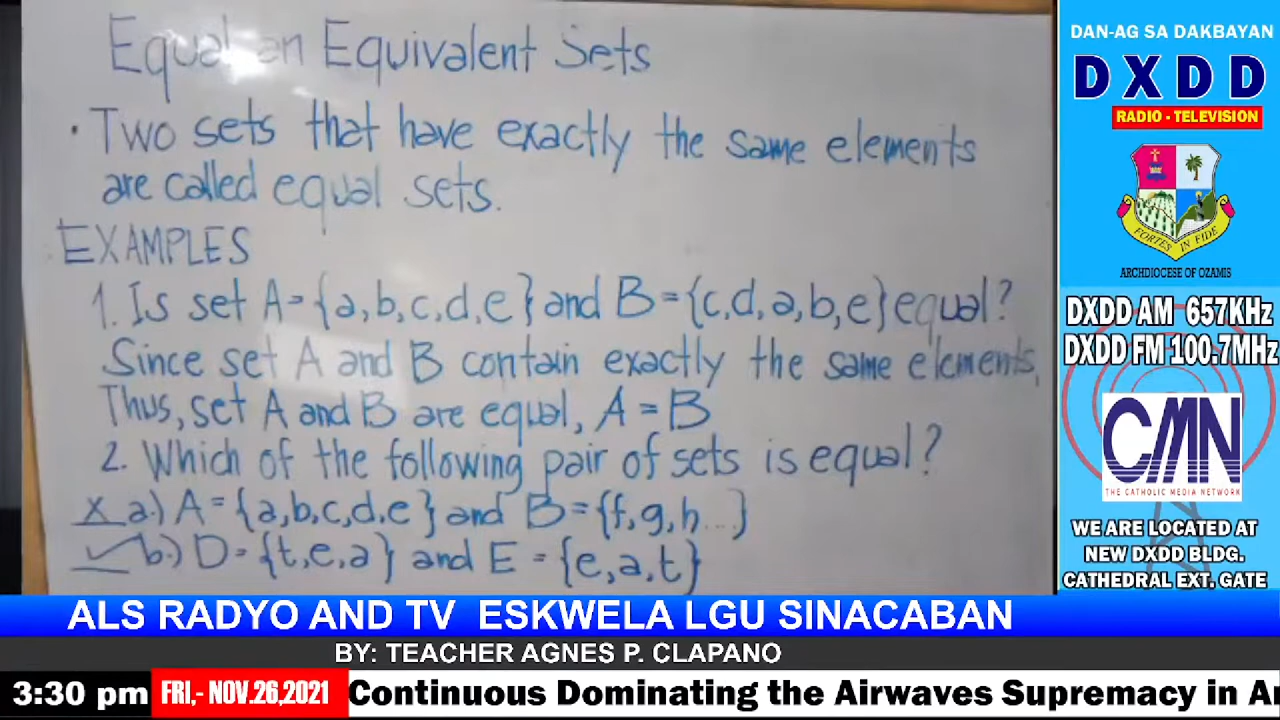 Equal an Equivalent Sets
• Two sets that have exactly the same elements
are called equal sets.
EXAMPLES
1. Is set A={a,b,c,d,e} and B={c,d,a,b,e} equal?
Since set A and B contain exactly the same elements,
Thus, set A and B are equal, A = B
2. Which of the following pair of sets is equal?
X a.) A={a,b,c,d,e} and B={f,g,h...}
✓ b.) D={t,e,a} and E={e,a,t}
DAN-AG SA DAKBAYAN
DXDD
RADIO - TELEVISION
FORTES IN FIDE
ARCHDIOCESE OF OZAMIS
DXDD AM 657KHz
DXDD FM 100.7MHz
CMN
THE CATHOLIC MEDIA NETWORK
WE ARE LOCATED AT
NEW DXDD BLDG.
CATHEDRAL EXT. GATE
ALS RADYO AND TV ESKWELA LGU SINACABAN
BY: TEACHER AGNES P. CLAPANO
3:30 pm FRI,- NOV.26,2021 Continuous Dominating the Airwaves Supremacy in A